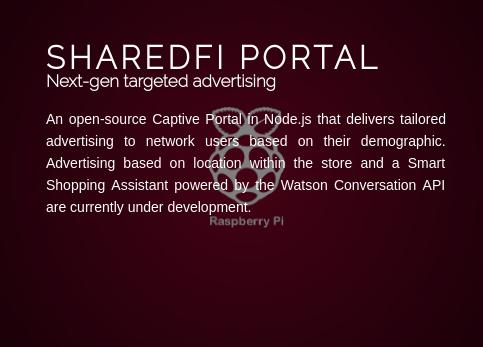 SHAREDFI PORTAL
Next-gen targeted advertising
An open-source Captive Portal in Node.js that delivers tailored
advertising to network users based on their demographic.
Advertising based on location within the store and a Smart
Shopping Assistant powered by the Watson Conversation API
are currently under development.
Raspberry Pi